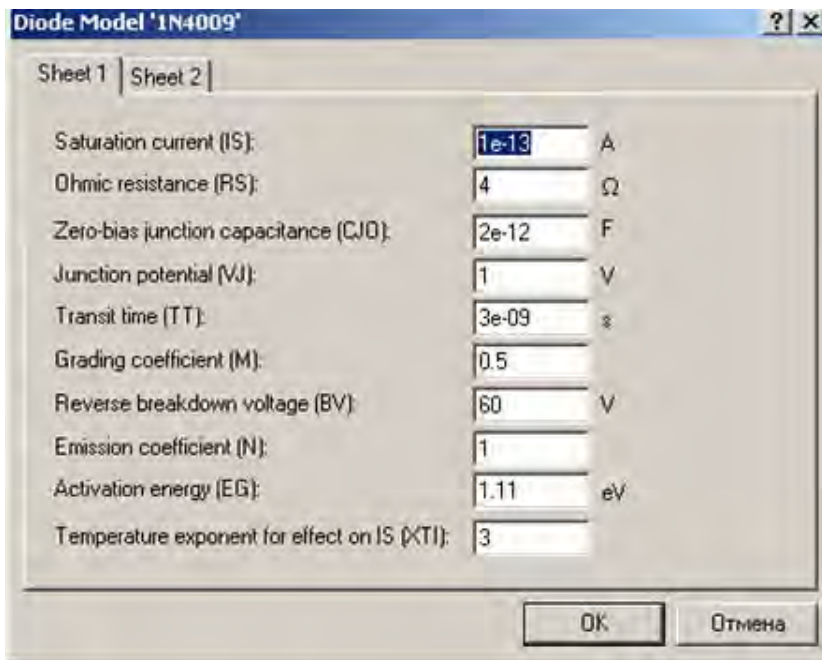 Diode Model '1N4009'
Sheet 1 Sheet 2
Saturation current (IS): 1e-13 A
Ohmic resistance (RS): 4 Ω
Zero-bias junction capacitance (CJO): 2e-12 F
Junction potential (VJ): 1 V
Transit time (TT): 3e-09 s
Grading coefficient (M): 0.5
Reverse breakdown voltage (BV): 60 V
Emission coefficient (N): 1
Activation energy (EG): 1.11 eV
Temperature exponent for effect on IS (XTI): 3
OK Отмена